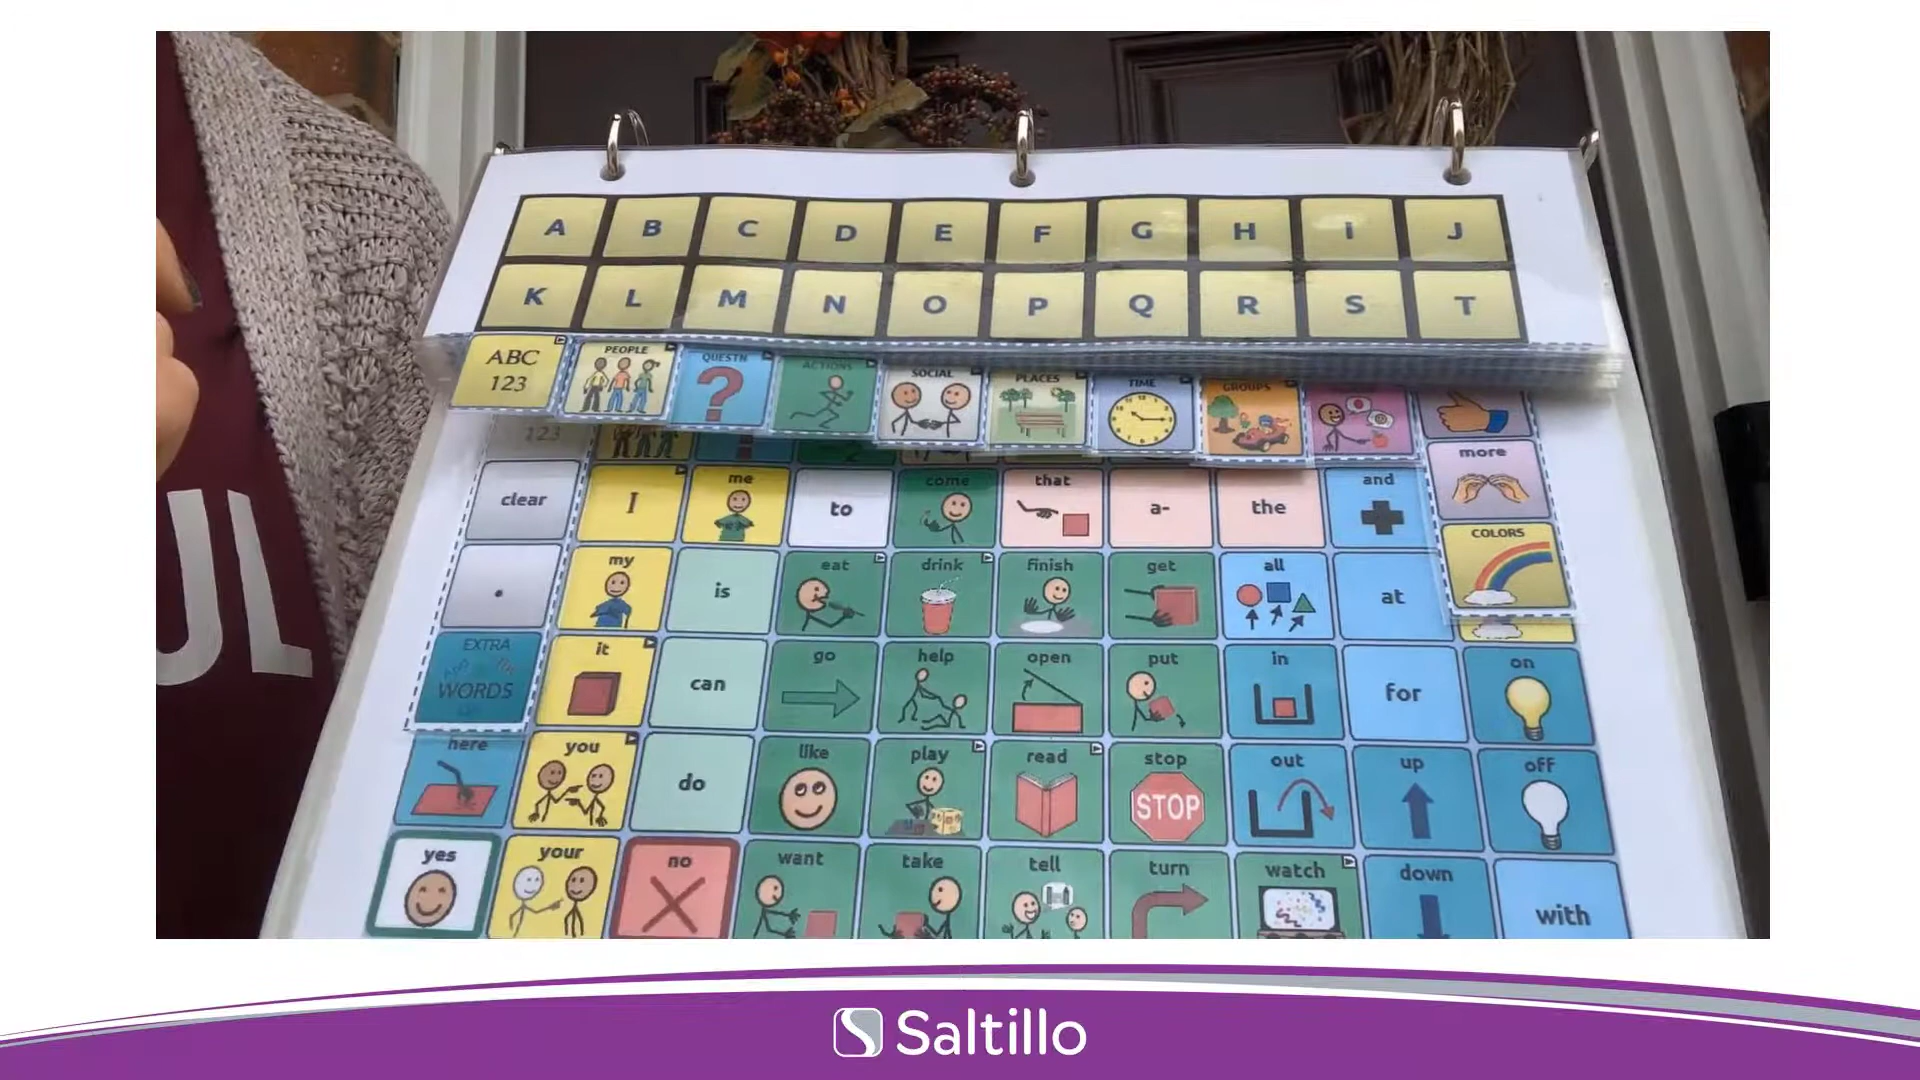 A B C D E F G H I J
K L M N O P Q R S T
ABC 123 PEOPLE QUESTN ACTIONS SOCIAL PLACES TIME GROUPS
123
clear I me to come that a- the and more
. my is eat drink finish get all at COLORS
EXTRA WORDS it can go help open put in for on
here you do like play read stop STOP out up off
yes your no want take tell turn watch down with
UL
Saltillo